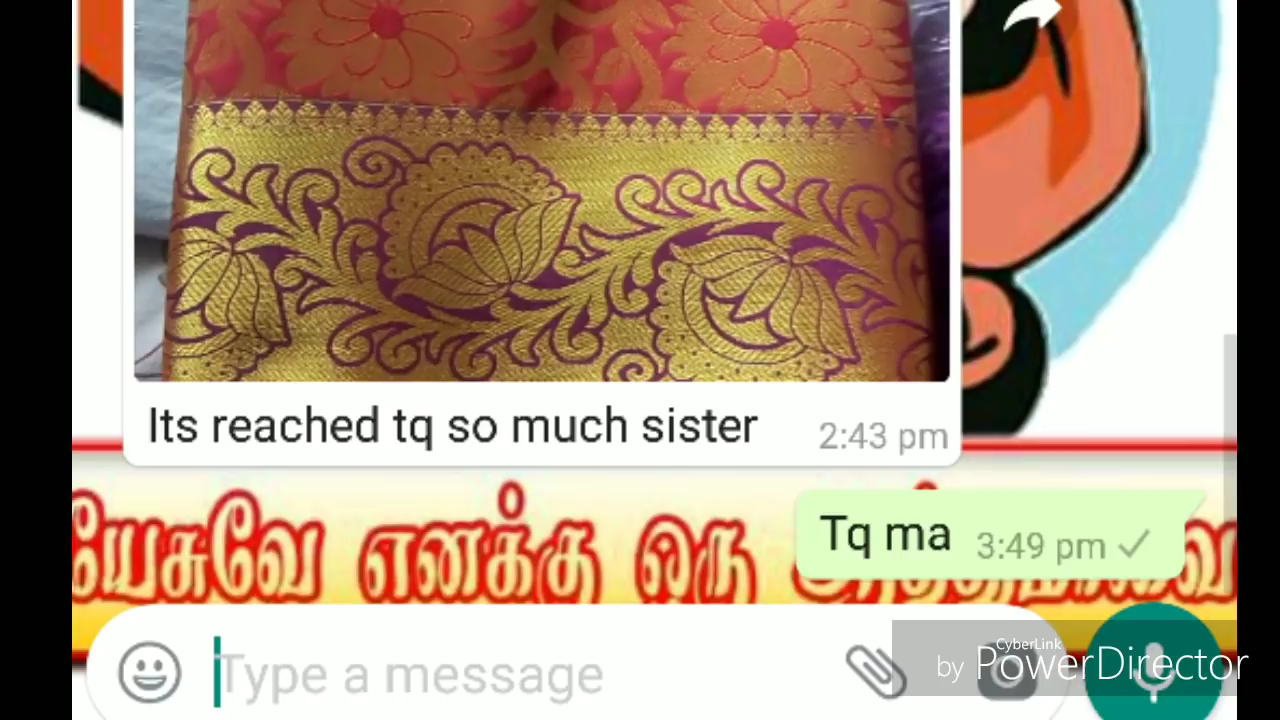 Its reached tq so much sister
2:43 pm
Tq ma 3:49 pm
யேசுவே எனக்கு ஒரு
Type a message
CyberLink
by PowerDirector